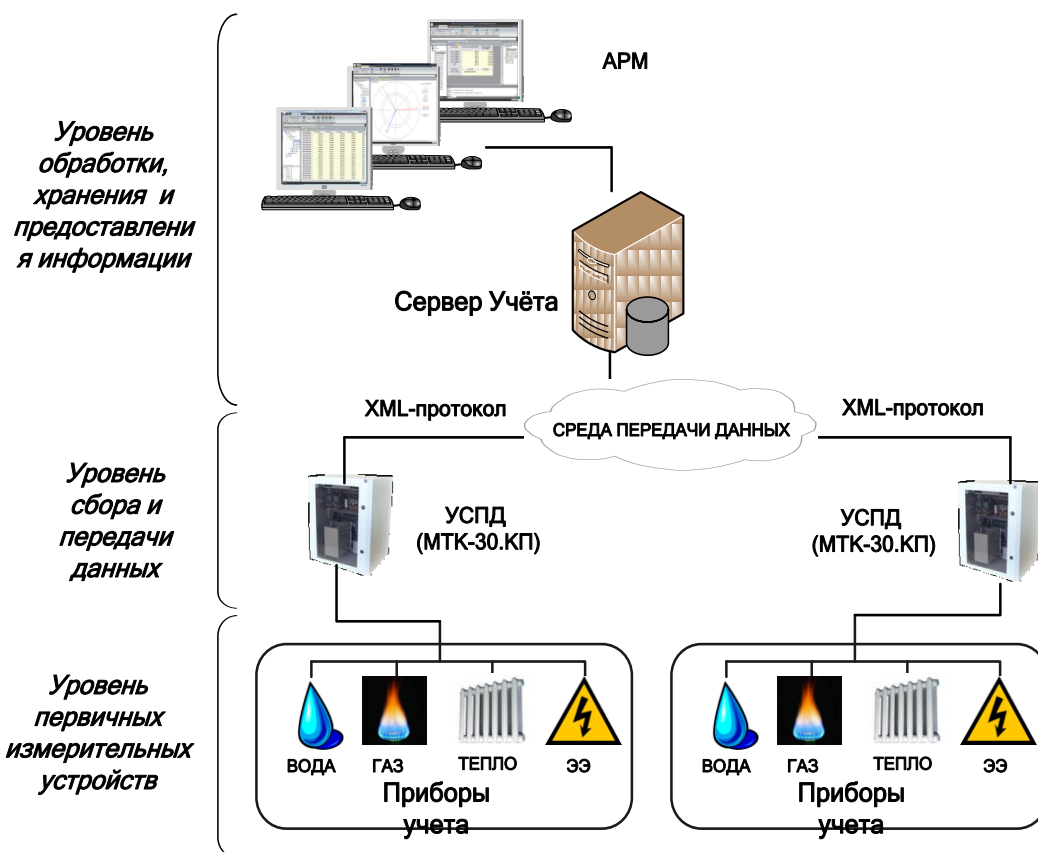 АРМ
Уровень
обработки,
хранения и
предоставлени
я информации
Сервер Учёта
XML-протокол
СРЕДА ПЕРЕДАЧИ ДАННЫХ
XML-протокол
Уровень
сбора и
передачи
данных
УСПД
(МТК-30.КП)
УСПД
(МТК-30.КП)
Уровень
первичных
измерительных
устройств
ВОДА
ГАЗ
ТЕПЛО
ЭЭ
Приборы
учета
ВОДА
ГАЗ
ТЕПЛО
ЭЭ
Приборы
учета